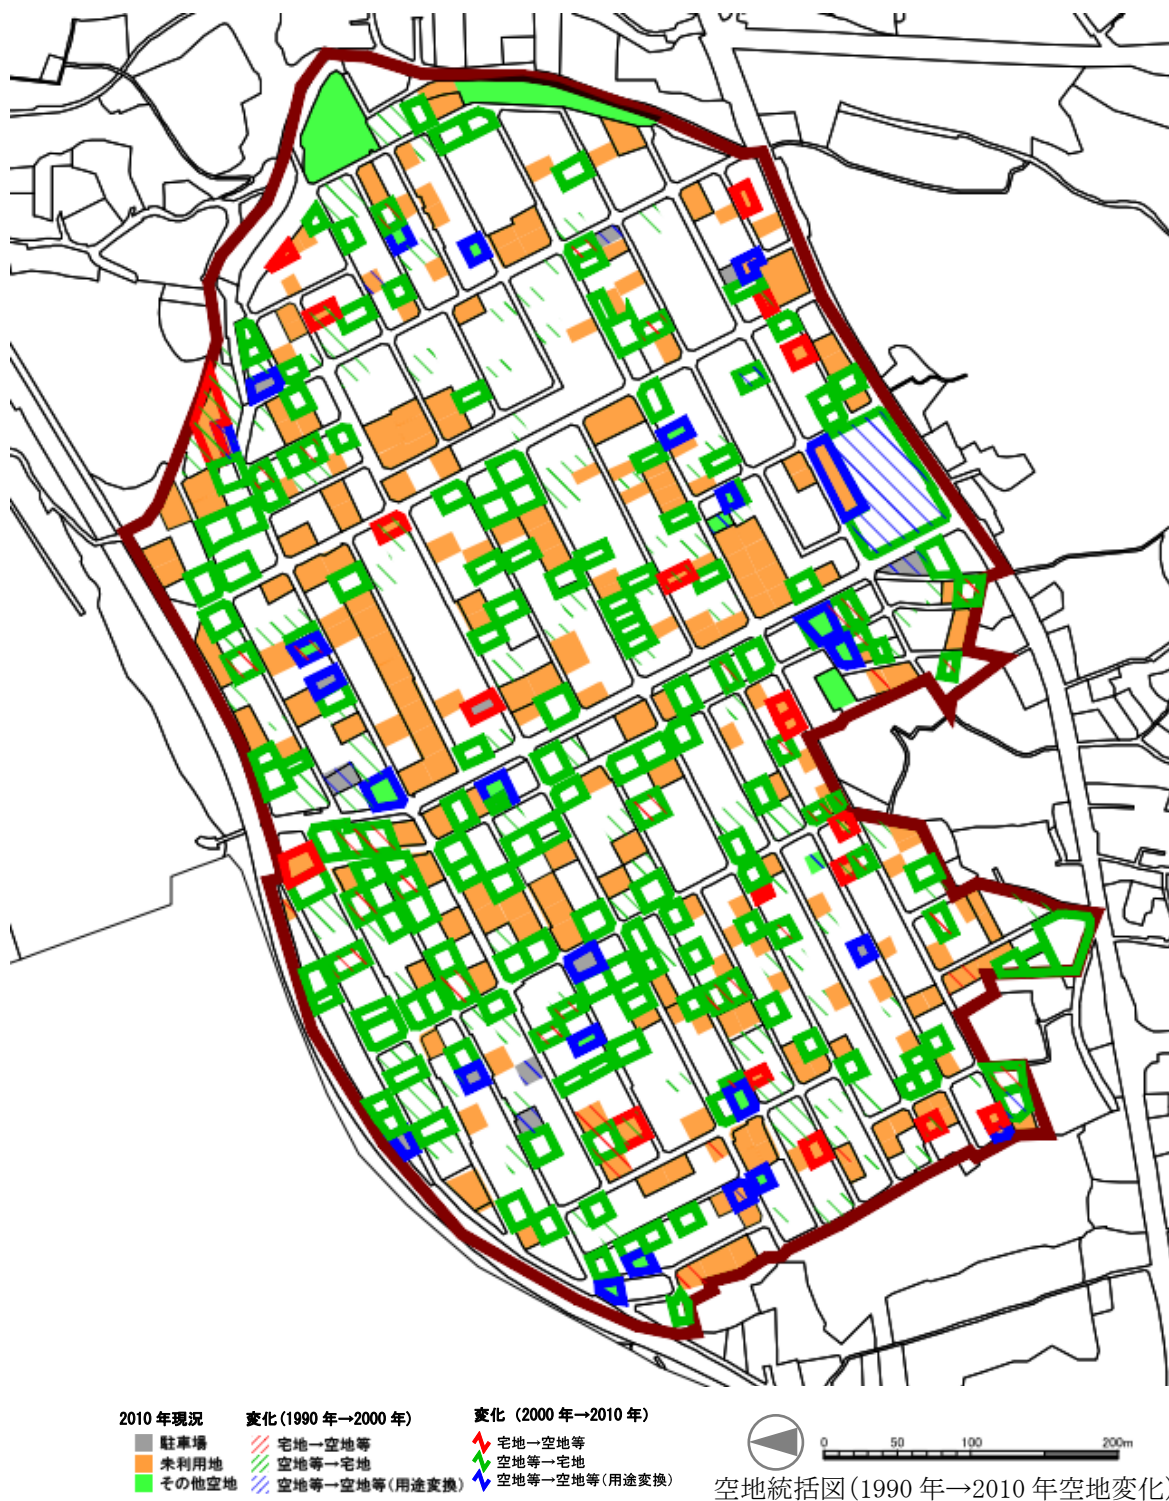 2010 年現況
駐車場
未利用地
その他空地
変化(1990 年→2000 年)
宅地→空地等
空地等→宅地
空地等→空地等(用途変換)
変化 (2000 年→2010 年)
宅地→空地等
空地等→宅地
空地等→空地等(用途変換)
0 50 100 200m
空地統括図(1990 年→2010 年空地変化)